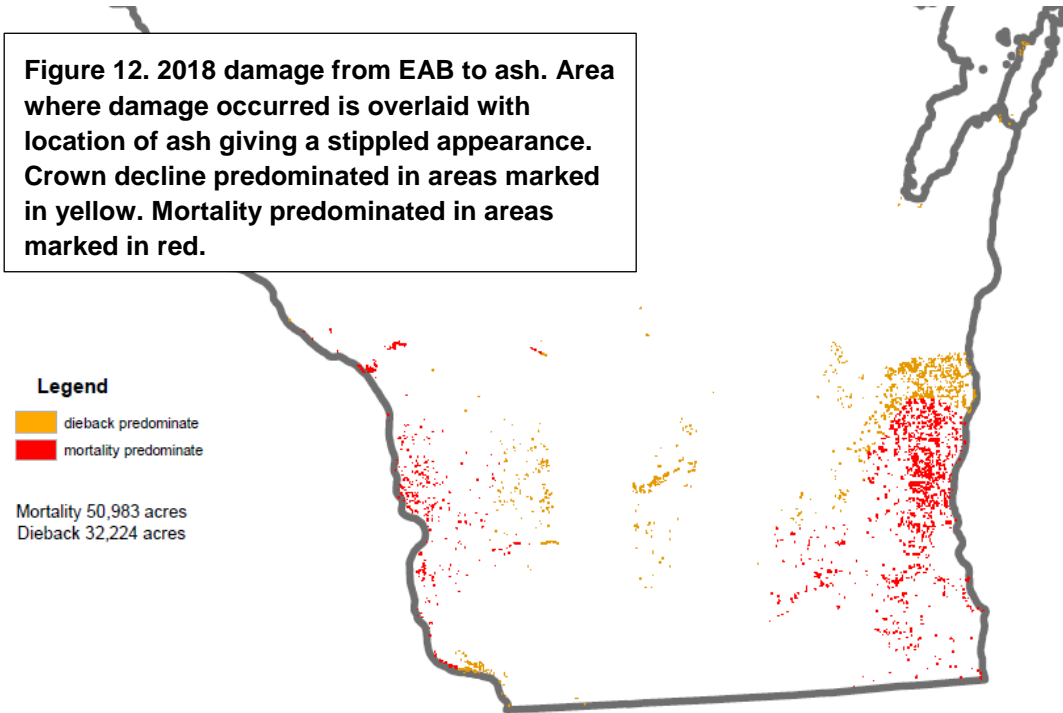 Figure 12. 2018 damage from EAB to ash. Area
where damage occurred is overlaid with
location of ash giving a stippled appearance.
Crown decline predominated in areas marked
in yellow. Mortality predominated in areas
marked in red.
Legend
dieback predominate
mortality predominate
Mortality 50,983 acres
Dieback 32,224 acres